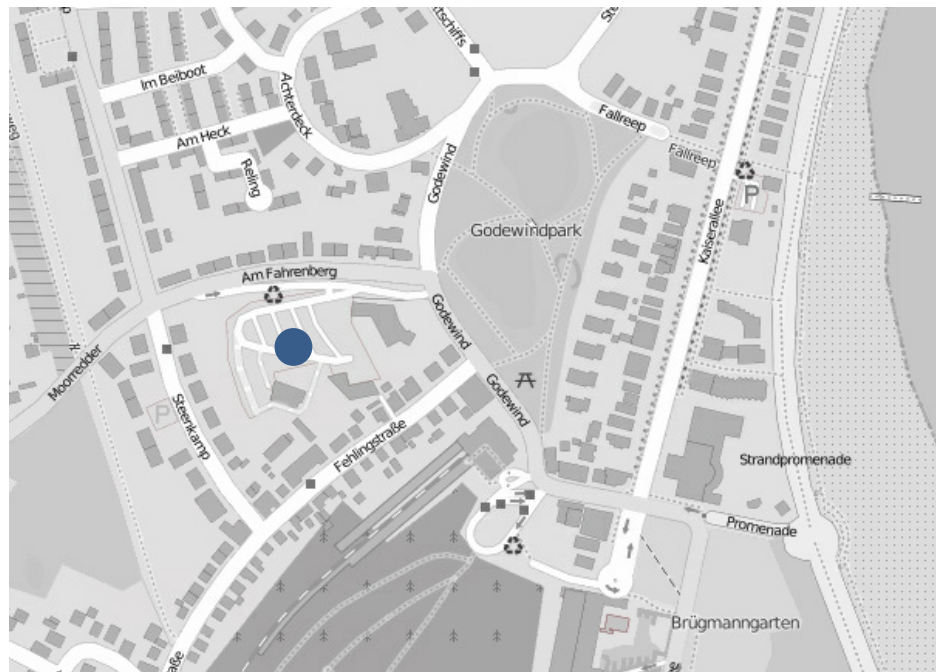 Im Beiboot
Achterdeck
Am Heck
Reling
Godewind
Fallreep
Fallreep
P
Kaiserallee
Godewindpark
Am Fahrenberg
Godewind
Godewind
Moorredder
Steenkamp
P
Fehlingstraße
Strandpromenade
Promenade
Brügmanngarten